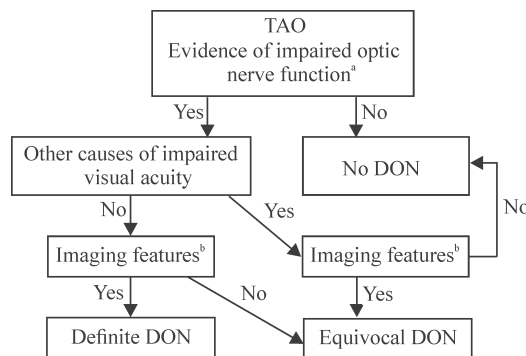 TAO
Evidence of impaired optic
nerve functionᵃ
Yes
No
Other causes of impaired
visual acuity
No DON
No
Yes
No
Imaging featuresᵇ
Imaging featuresᵇ
Yes
No
Yes
Definite DON
Equivocal DON